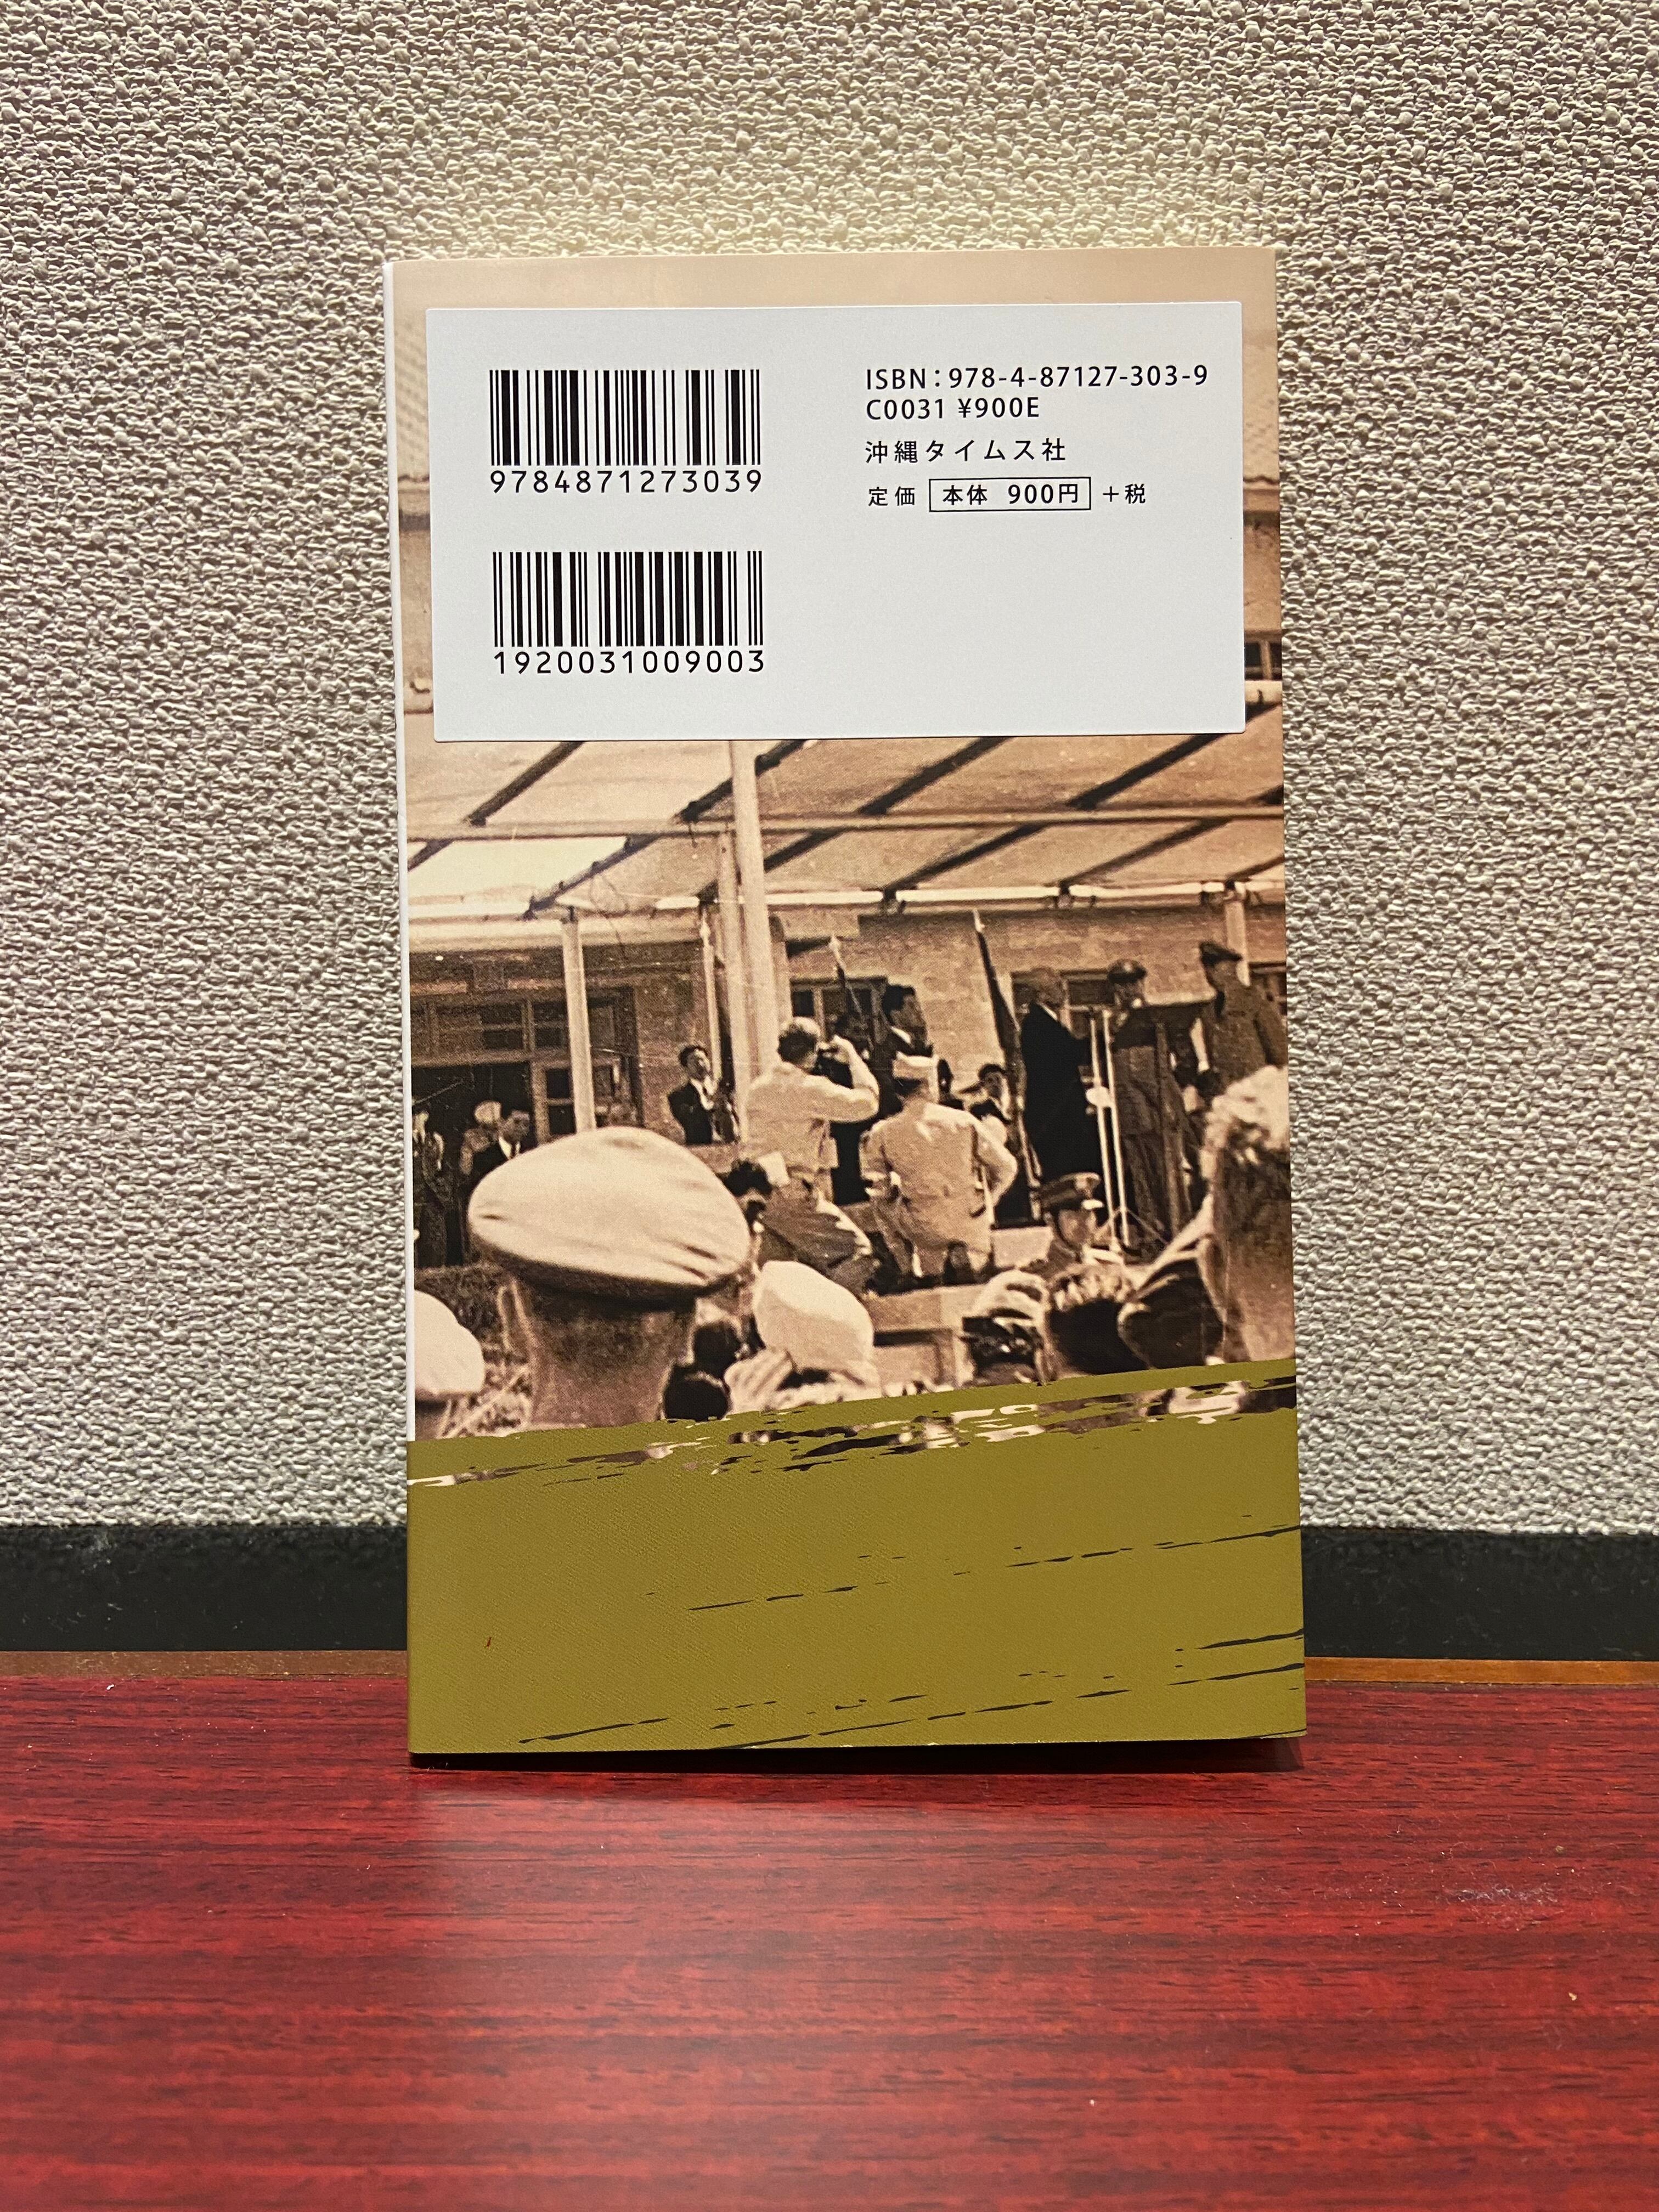 ISBN：978-4-87127-303-9
C0031 ¥900E
沖縄タイムス社
定価 本体 900円 ＋税
9784871273039
1920031009003